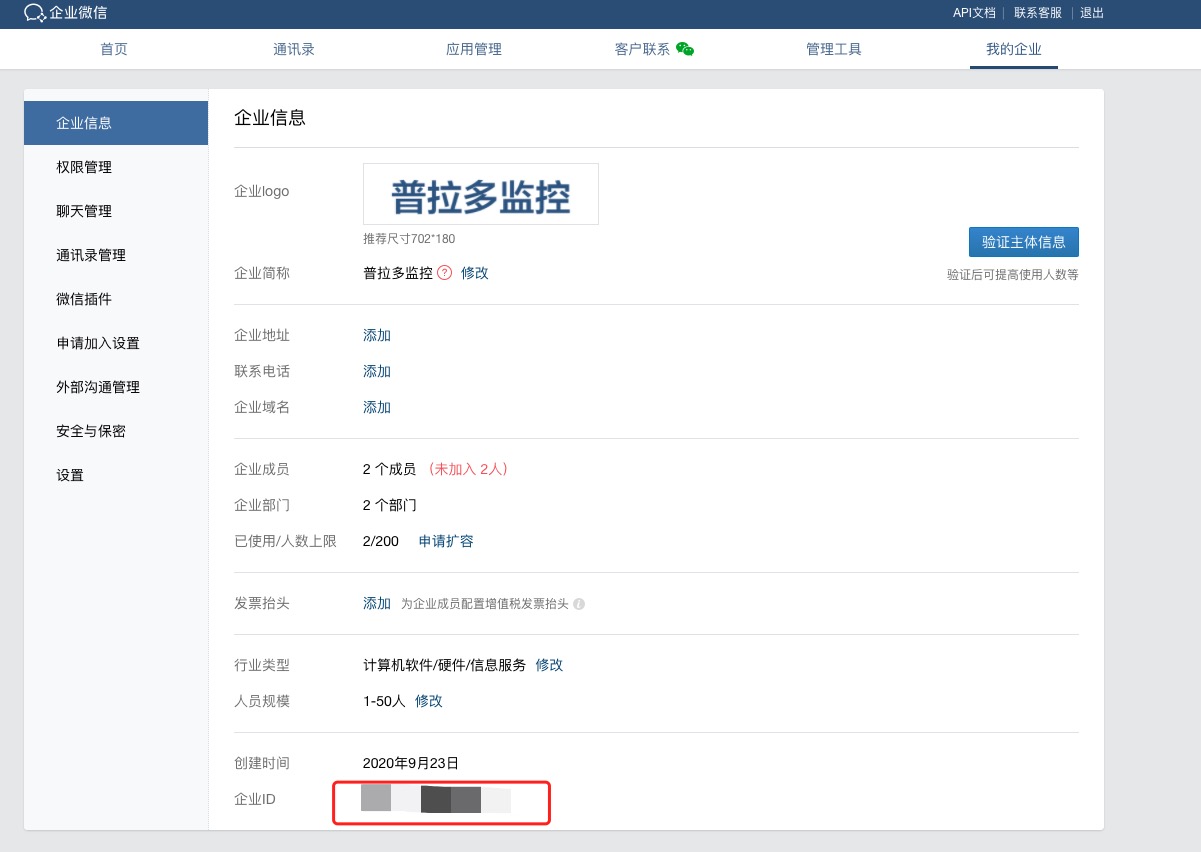 企业微信
API文档 | 联系客服 | 退出
首页 通讯录 应用管理 客户联系 管理工具 我的企业
企业信息
权限管理
聊天管理
通讯录管理
微信插件
申请加入设置
外部沟通管理
安全与保密
设置
企业信息
企业logo 普拉多监控
推荐尺寸702*180
验证主体信息
企业简称 普拉多监控 ? 修改
验证后可提高使用人数等
企业地址 添加
联系电话 添加
企业域名 添加
企业成员 2 个成员 （未加入 2人）
企业部门 2 个部门
已使用/人数上限 2/200 申请扩容
发票抬头 添加 为企业成员配置增值税发票抬头 i
行业类型 计算机软件/硬件/信息服务 修改
人员规模 1-50人 修改
创建时间 2020年9月23日
企业ID